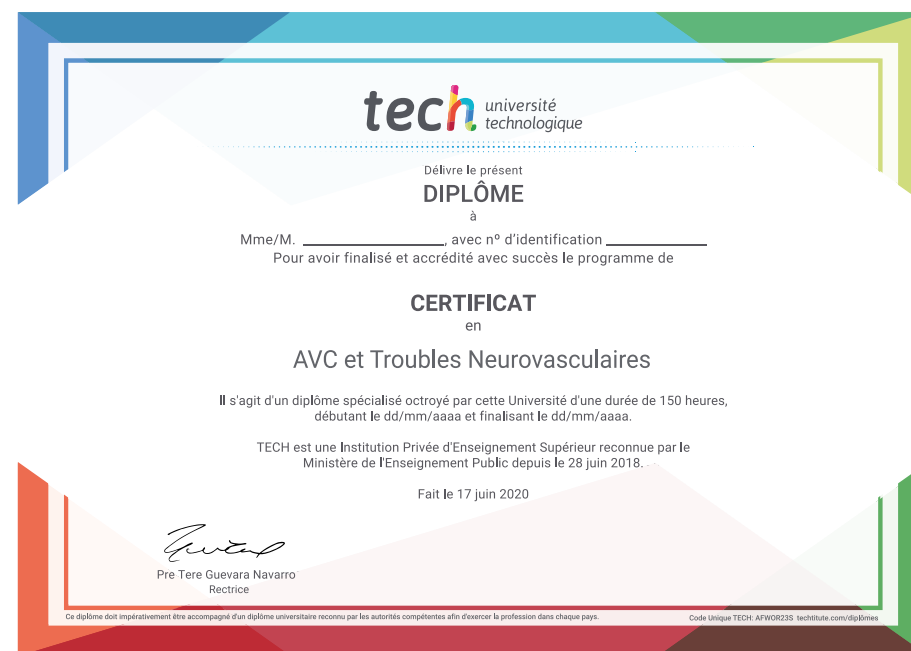 tech université
technologique
Délivre le présent
DIPLÔME
à
Mme/M. ____________________, avec nº d'identification ______________
Pour avoir finalisé et accrédité avec succès le programme de
CERTIFICAT
en
AVC et Troubles Neurovasculaires
Il s'agit d'un diplôme spécialisé octroyé par cette Université d'une durée de 150 heures,
débutant le dd/mm/aaaa et finalisant le dd/mm/aaaa.
TECH est une Institution Privée d'Enseignement Supérieur reconnue par le
Ministère de l'Enseignement Public depuis le 28 juin 2018.
Fait le 17 juin 2020
Pre Tere Guevara Navarro
Rectrice
Ce diplôme doit impérativement être accompagné d'un diplôme universitaire reconnu par les autorités compétentes afin d'exercer la profession dans chaque pays.
Code Unique TECH: AFWOR23S techtitute.com/diplômes